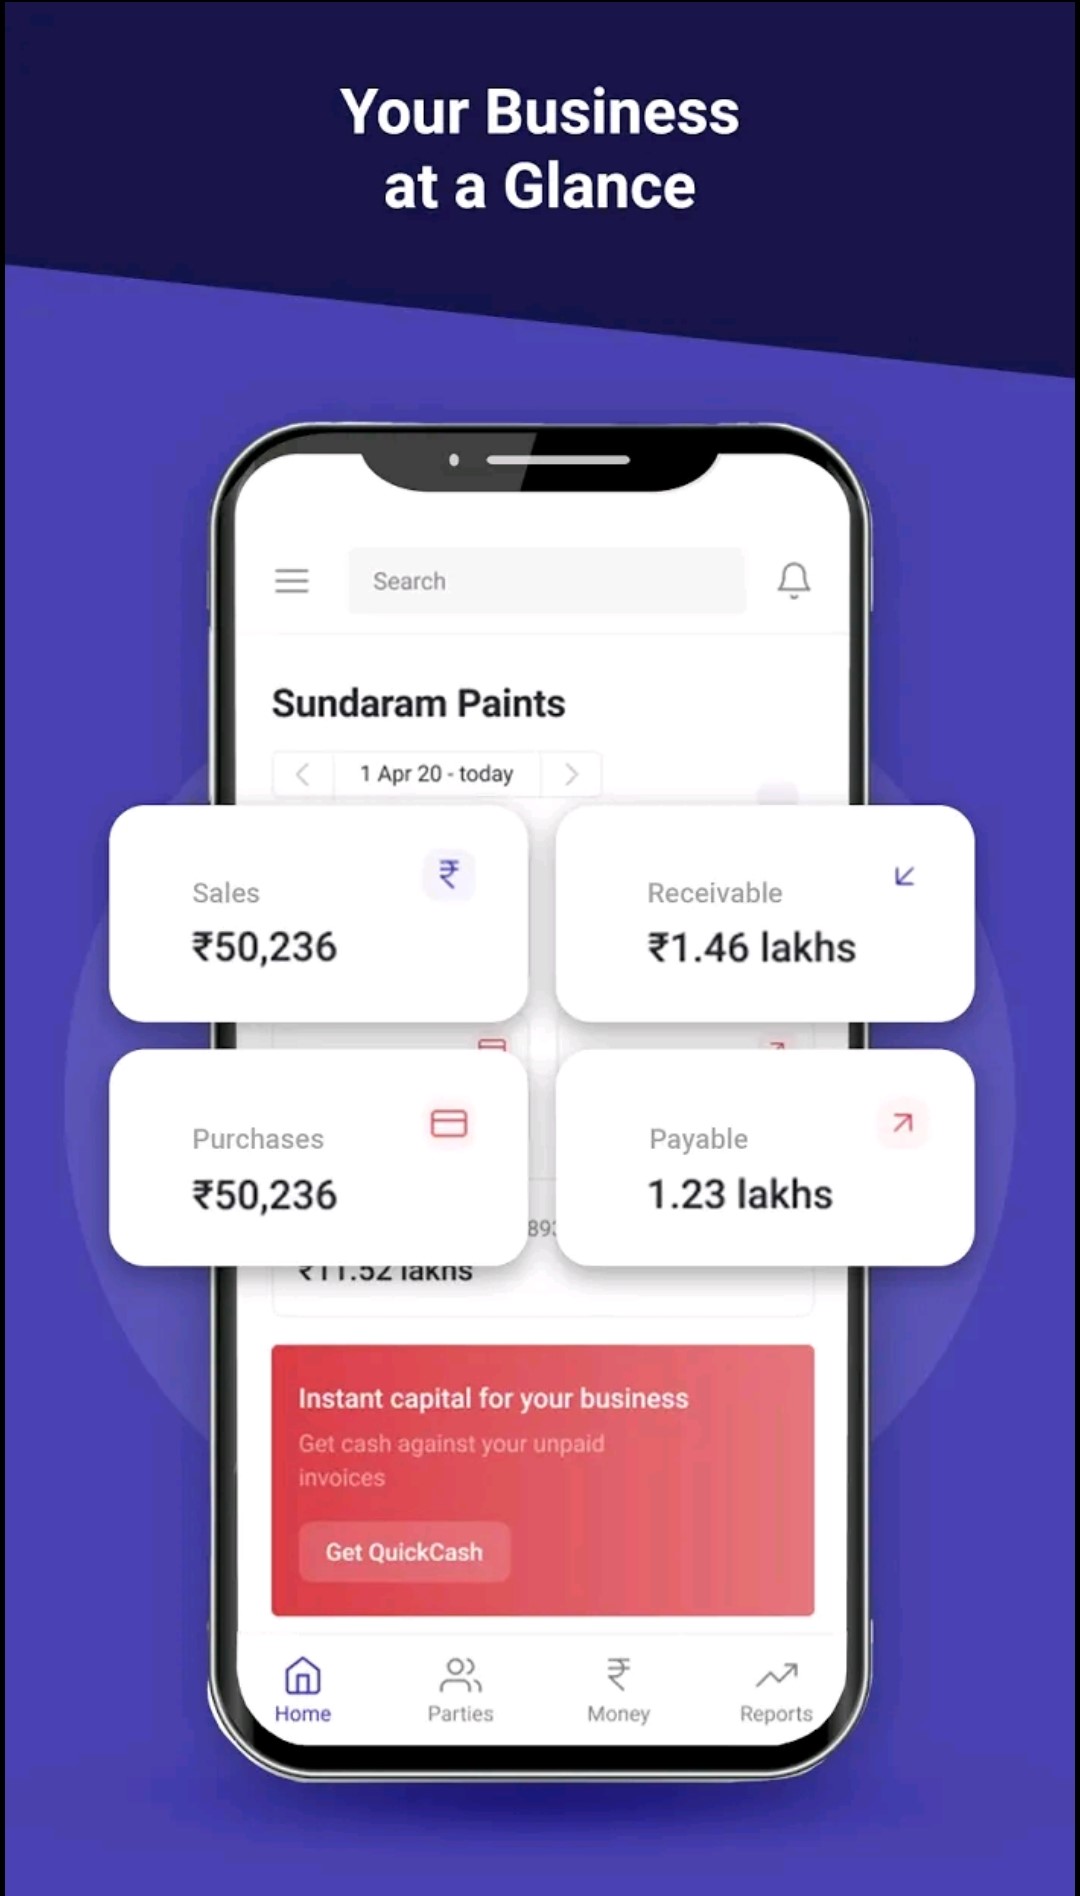 Your Business
at a Glance
Search
Sundaram Paints
1 Apr 20 - today
Sales
₹50,236
Receivable
₹1.46 lakhs
Purchases
₹50,236
Payable
1.23 lakhs
₹11.52 lakhs
Instant capital for your business
Get cash against your unpaid
invoices
Get QuickCash
Home
Parties
Money
Reports